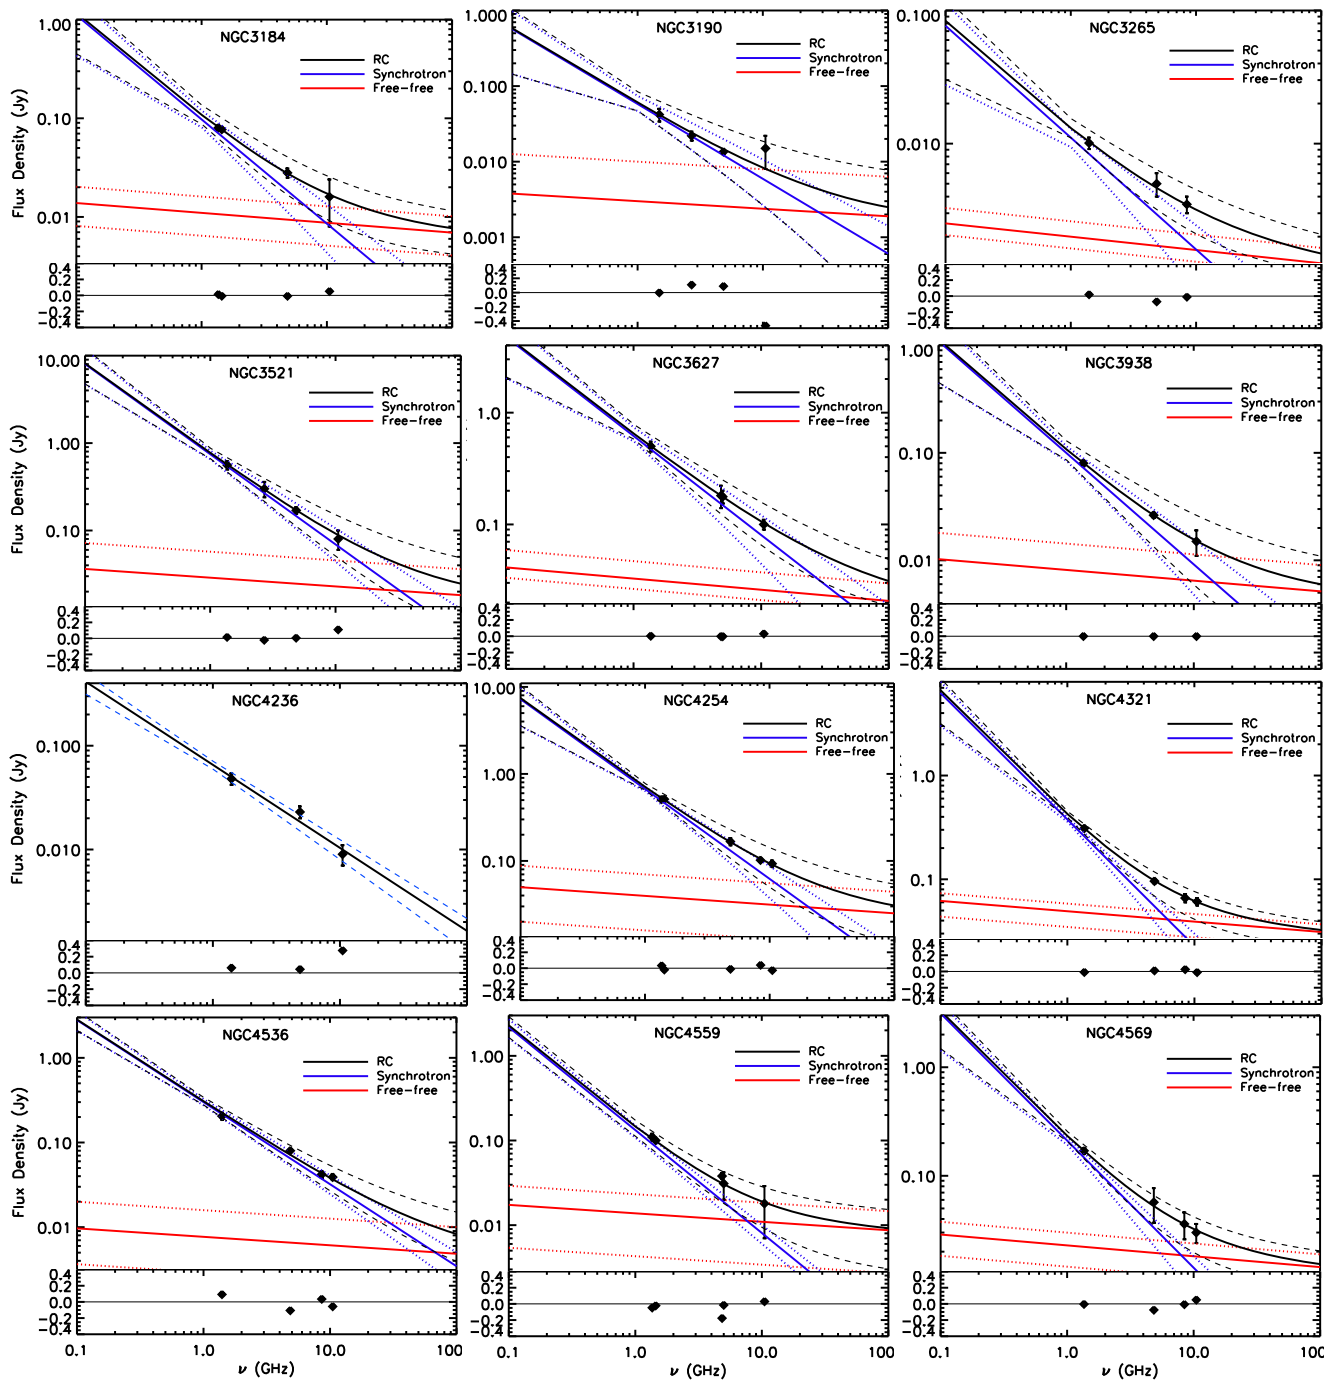 NGC3184
RC
Synchrotron
Free-free
Flux Density (Jy)
1.00
0.10
0.01
0.4
0.2
0.0
-0.2
-0.4
NGC3190
RC
Synchrotron
Free-free
1.000
0.100
0.010
0.001
0.4
0.2
0.0
-0.2
-0.4
NGC3265
RC
Synchrotron
Free-free
0.100
0.010
0.4
0.2
0.0
-0.2
-0.4
NGC3521
RC
Synchrotron
Free-free
Flux Density (Jy)
10.00
1.00
0.10
0.4
0.2
0.0
-0.2
-0.4
NGC3627
RC
Synchrotron
Free-free
1.0
0.1
0.4
0.2
0.0
-0.2
-0.4
NGC3938
RC
Synchrotron
Free-free
1.00
0.10
0.01
0.4
0.2
0.0
-0.2
-0.4
NGC4236
Flux Density (Jy)
0.100
0.010
0.4
0.2
0.0
-0.2
-0.4
NGC4254
RC
Synchrotron
Free-free
10.00
1.00
0.10
0.4
0.2
0.0
-0.2
-0.4
NGC4321
RC
Synchrotron
Free-free
1.0
0.1
0.4
0.2
0.0
-0.2
-0.4
NGC4536
RC
Synchrotron
Free-free
Flux Density (Jy)
1.00
0.10
0.01
0.4
0.2
0.0
-0.2
-0.4
0.1 1.0 10.0 100
ν (GHz)
NGC4559
RC
Synchrotron
Free-free
1.00
0.10
0.01
0.4
0.2
0.0
-0.2
-0.4
0.1 1.0 10.0 100
ν (GHz)
NGC4569
RC
Synchrotron
Free-free
1.00
0.10
0.01
0.4
0.2
0.0
-0.2
-0.4
0.1 1.0 10.0 100.
ν (GHz)